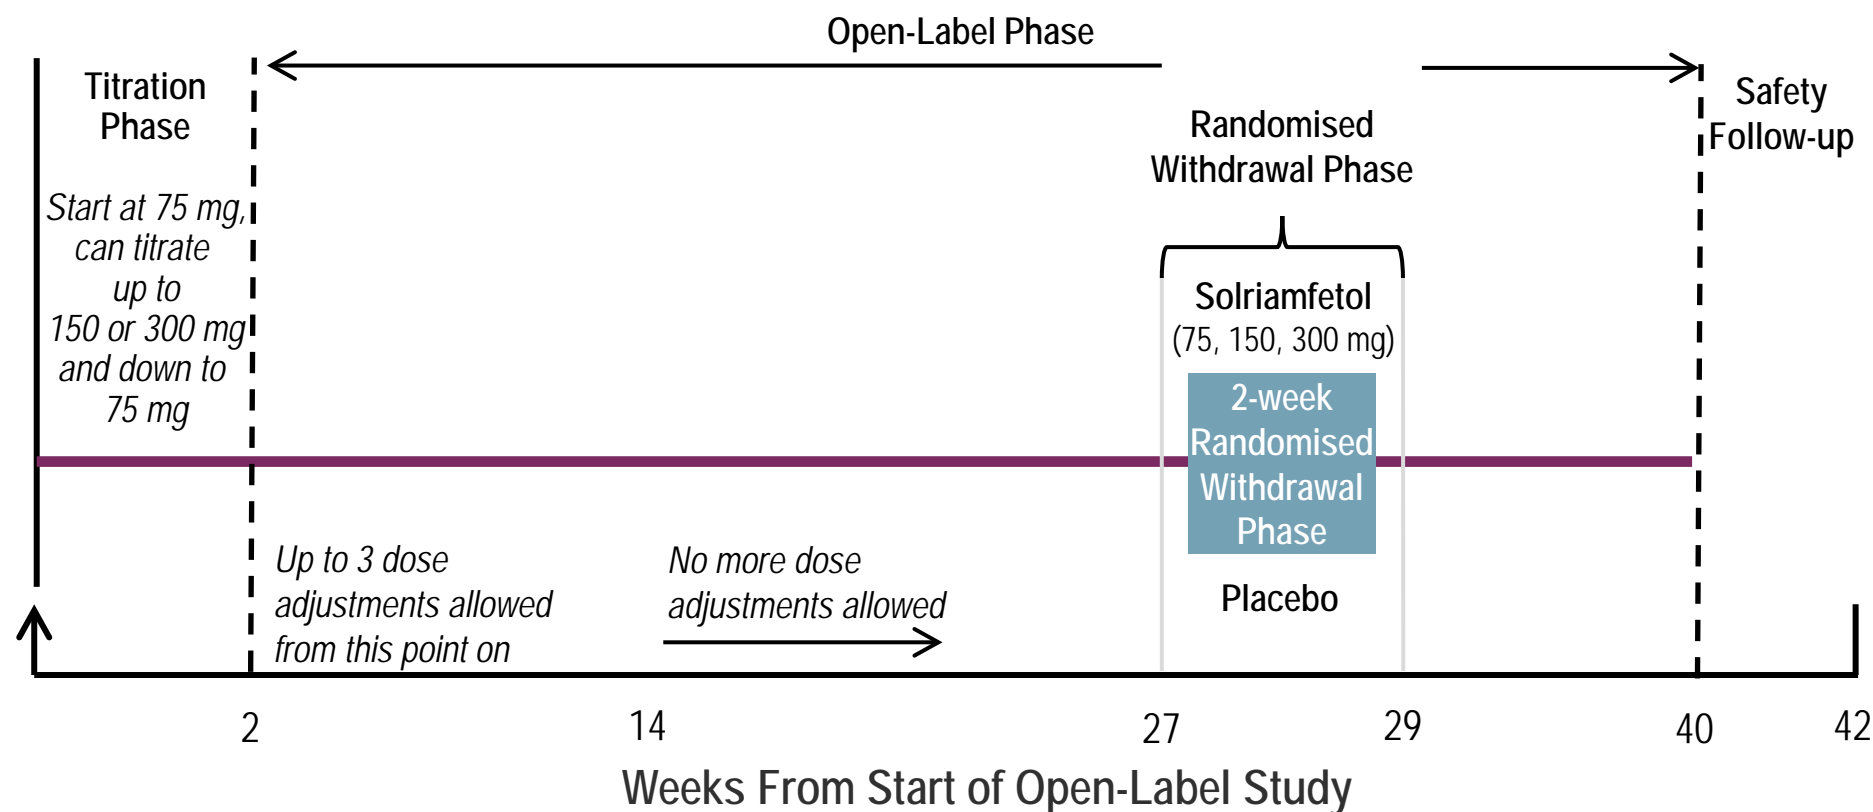 Open-Label Phase
Titration
Phase
Start at 75 mg,
can titrate
up to
150 or 300 mg
and down to
75 mg
Randomised
Withdrawal Phase
Safety
Follow-up
Solriamfetol
(75, 150, 300 mg)
2-week
Randomised
Withdrawal
Phase
Placebo
Up to 3 dose
adjustments allowed
from this point on
No more dose
adjustments allowed
2 14 27 29 40 42
Weeks From Start of Open-Label Study